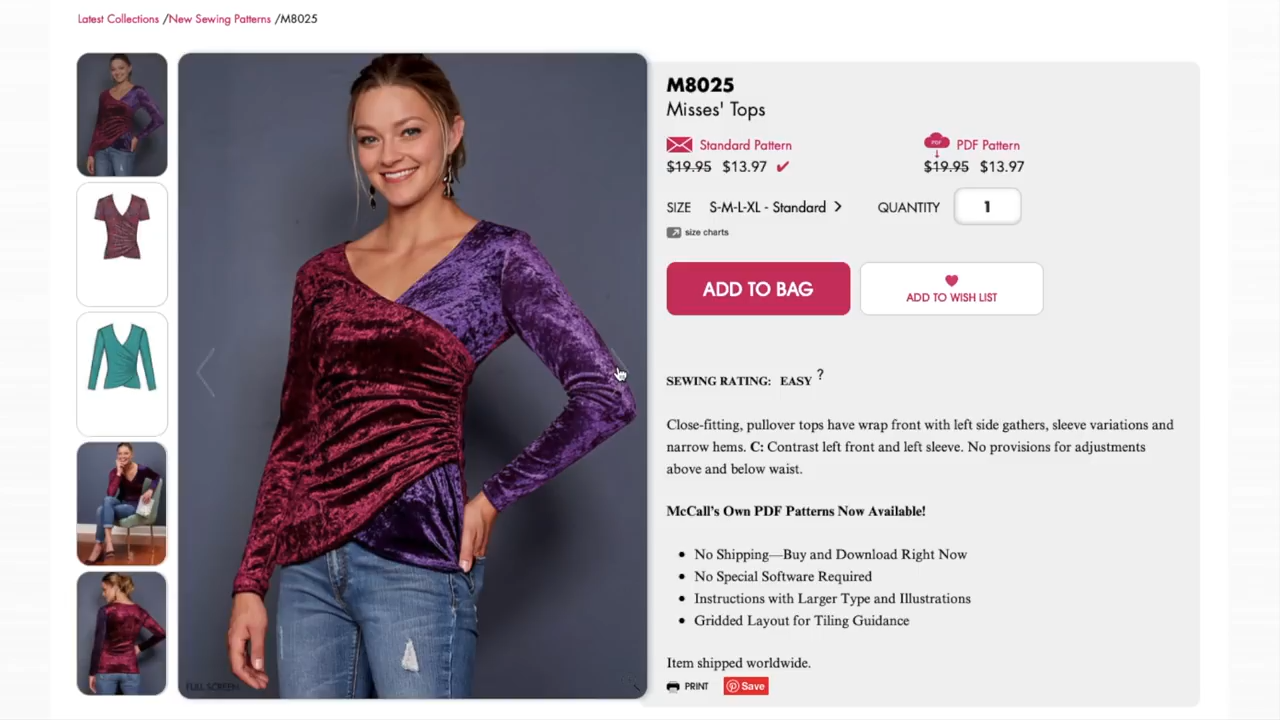 Latest Collections /New Sewing Patterns /M8025
M8025
Misses' Tops
Standard Pattern
$19.95 $13.97 ✔
PDF
PDF Pattern
$19.95 $13.97
SIZE S-M-L-XL - Standard >
QUANTITY 1
size charts
ADD TO BAG
ADD TO WISH LIST
SEWING RATING: EASY ?
Close-fitting, pullover tops have wrap front with left side gathers, sleeve variations and
narrow hems. C: Contrast left front and left sleeve. No provisions for adjustments
above and below waist.
McCall's Own PDF Patterns Now Available!
• No Shipping—Buy and Download Right Now
• No Special Software Required
• Instructions with Larger Type and Illustrations
• Gridded Layout for Tiling Guidance
Item shipped worldwide.
PRINT Save
FULL SCREEN